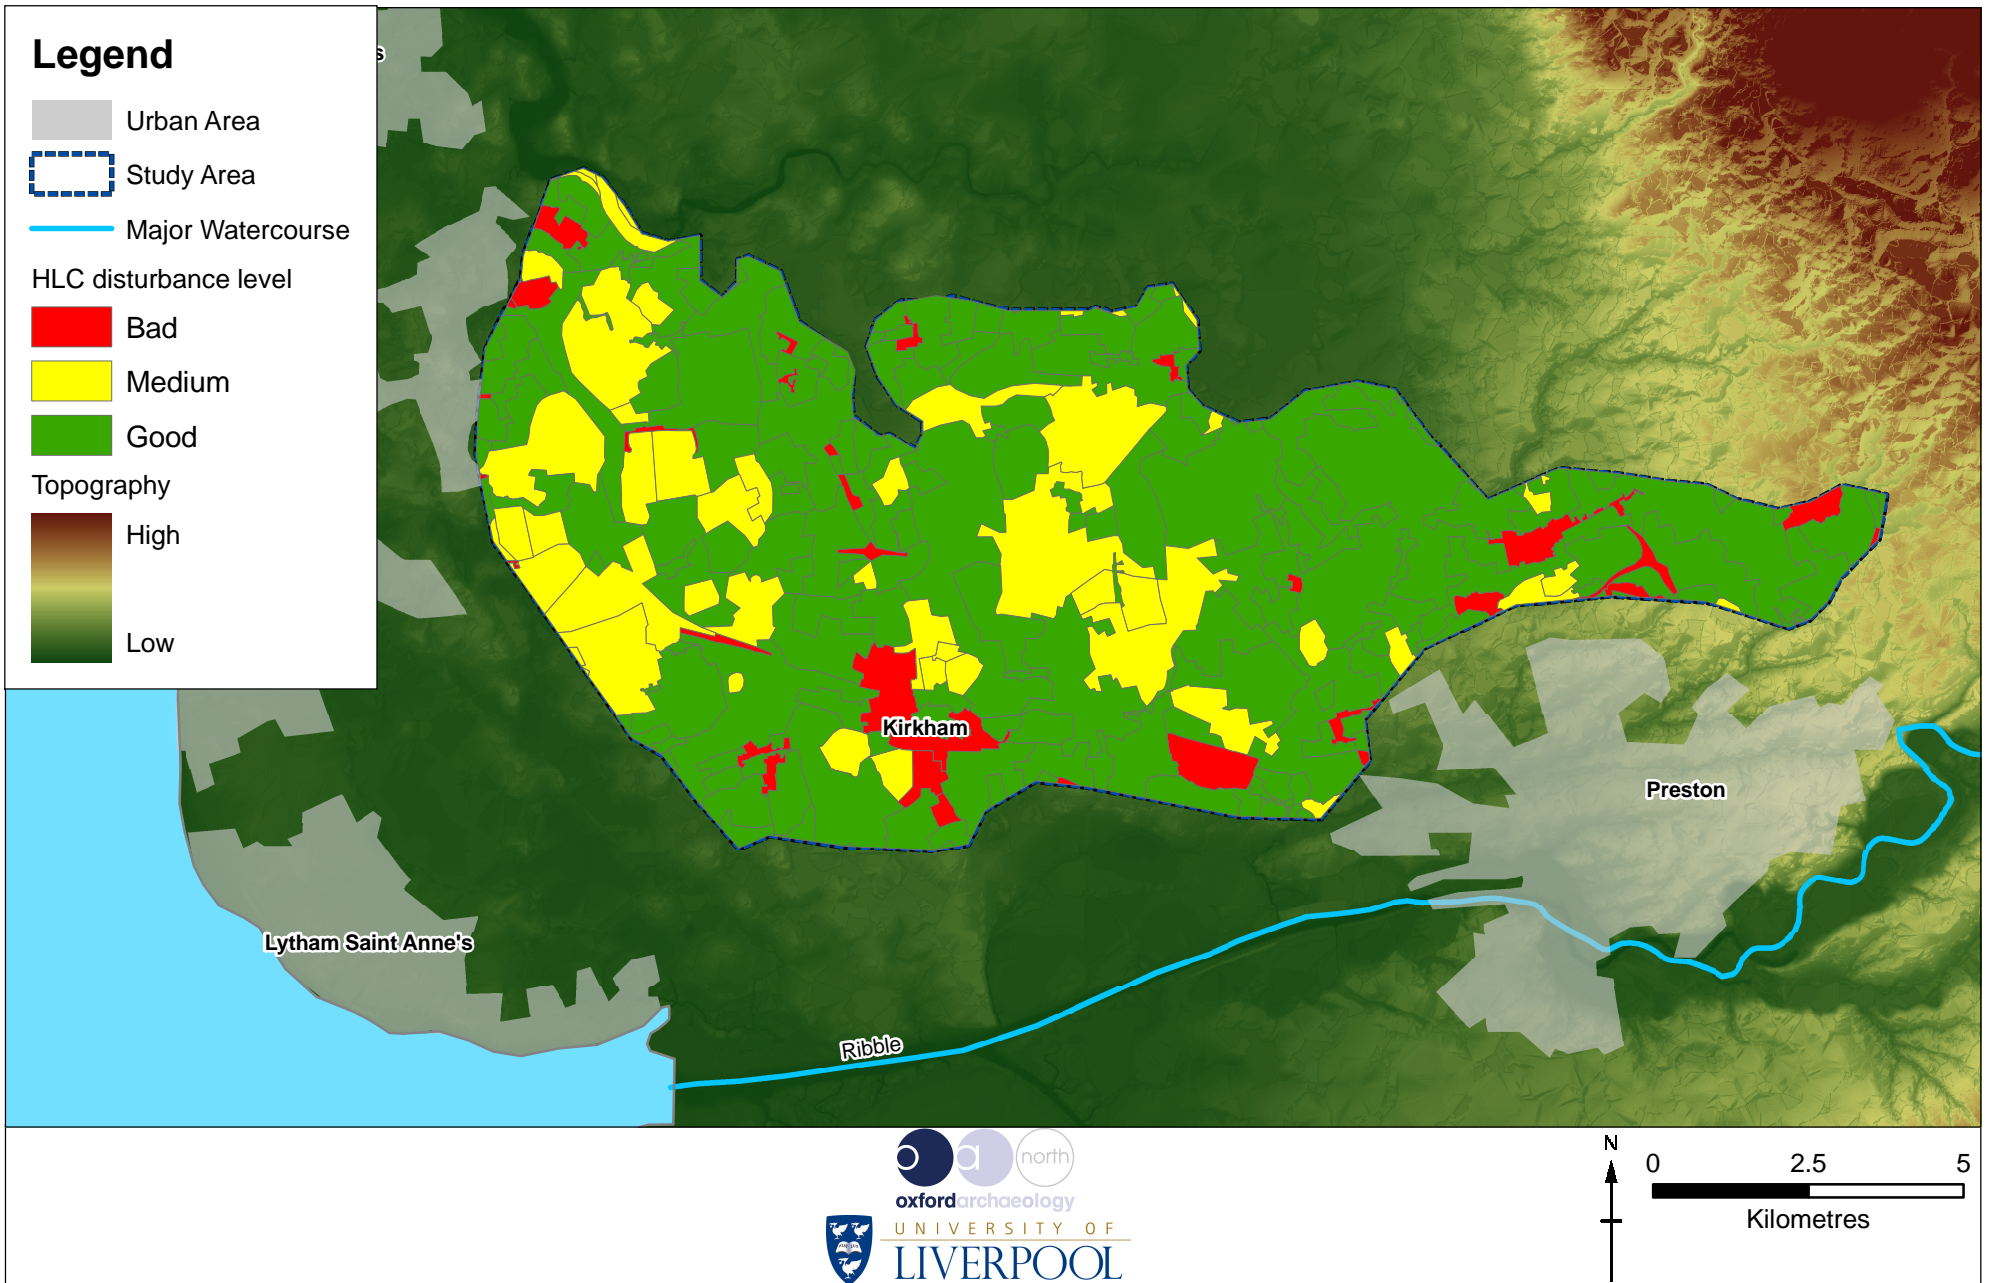 Legend
Urban Area
Study Area
Major Watercourse
HLC disturbance level
Bad
Medium
Good
Topography
High
Low
s
Kirkham
Preston
Lytham Saint Anne's
Ribble
o a north
oxfordarchaeology
UNIVERSITY OF
LIVERPOOL
N
0 2.5 5
Kilometres